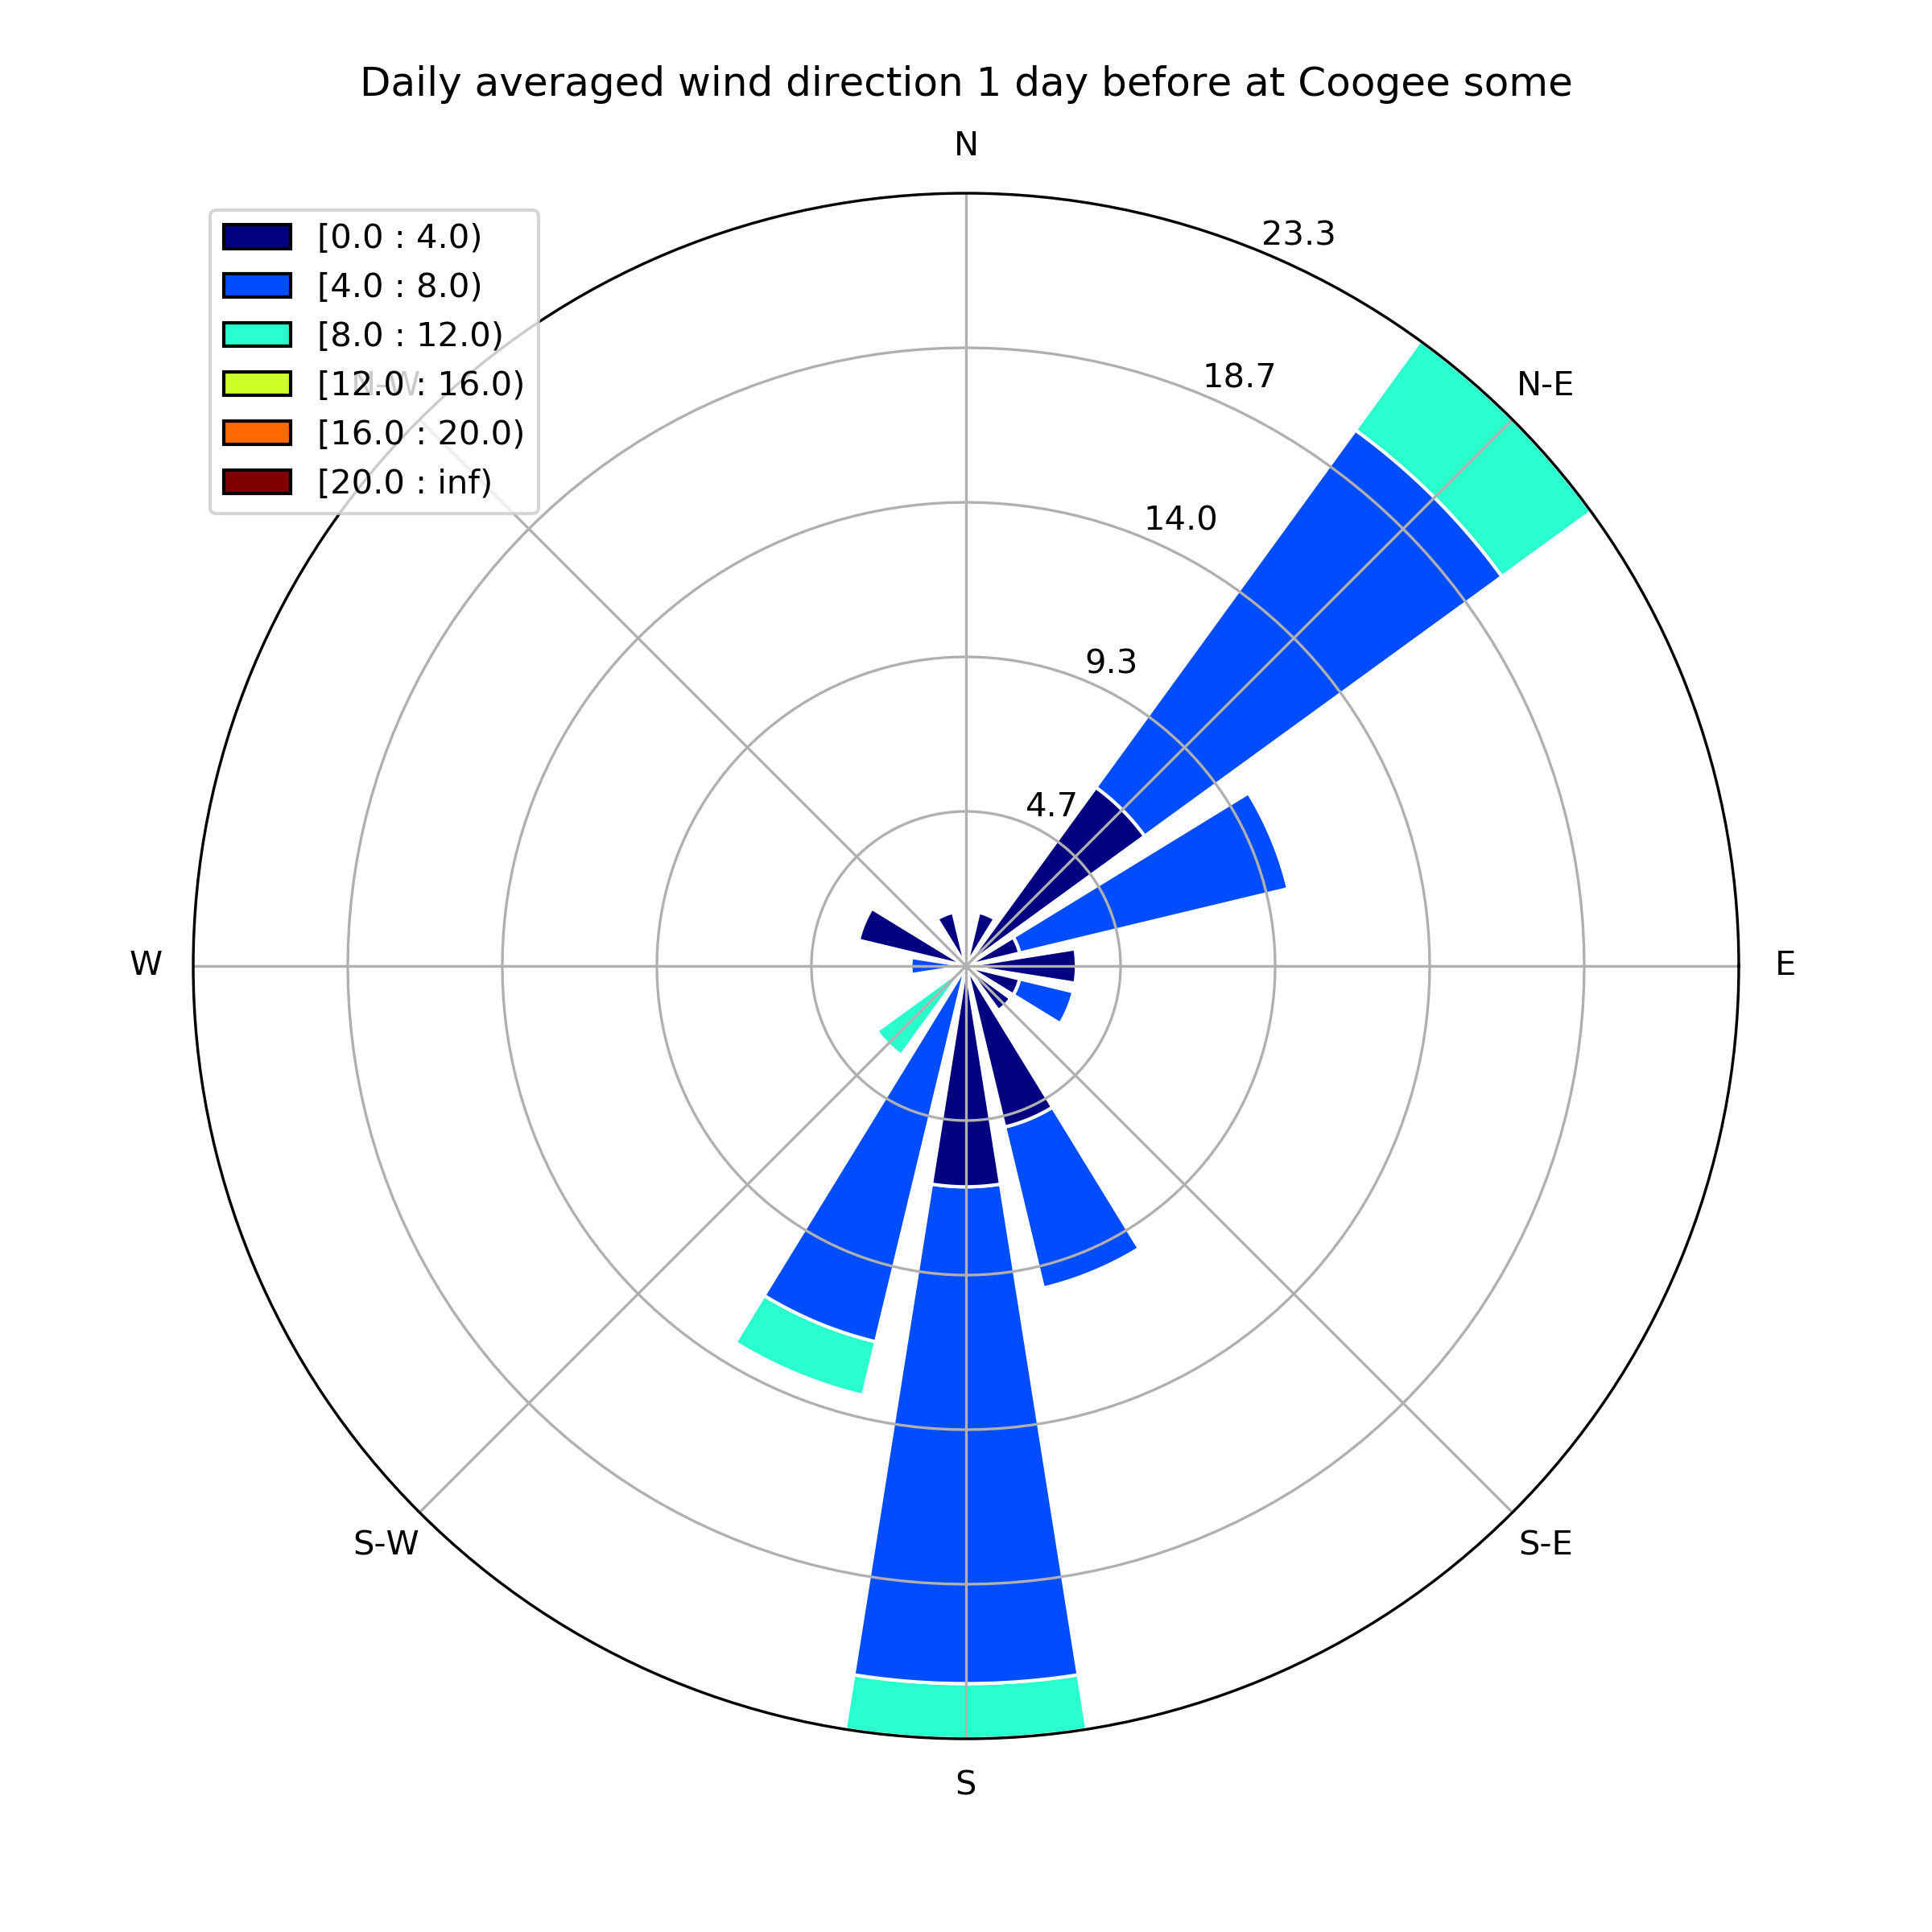 Daily averaged wind direction 1 day before at Coogee some
N
23.3
[0.0 : 4.0)
[4.0 : 8.0)
[8.0 : 12.0)
[12.0 : 16.0)
[16.0 : 20.0)
[20.0 : inf)
N-W
18.7
N-E
14.0
9.3
4.7
W
E
S-W
S-E
S